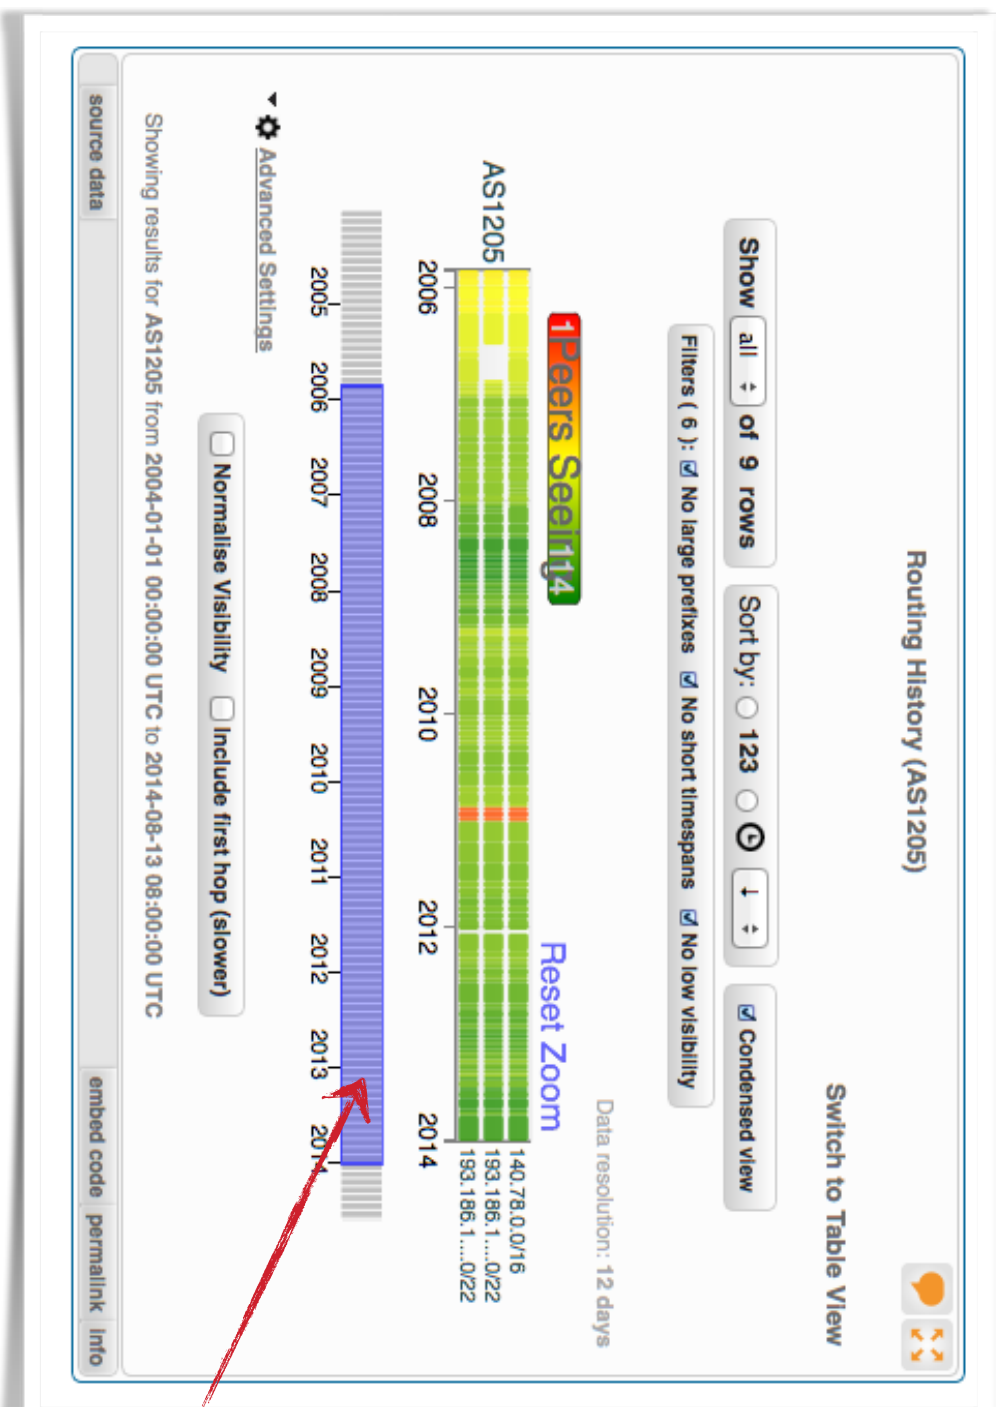 Routing History (AS1205)
Switch to Table View
Show all of 9 rows
Sort by: 123
Condensed view
Filters ( 6 ): No large prefixes No short timespans No low visibility
Data resolution: 12 days
1 Peers Seeing 114
Reset Zoom
AS1205
140.78.0.0/16
193.186.1....0/22
193.186.1....0/22
2006 2008 2010 2012 2014
2005 2006 2007 2008 2009 2010 2011 2012 2013 2014
Advanced Settings
Normalise Visibility Include first hop (slower)
Showing results for AS1205 from 2004-01-01 00:00:00 UTC to 2014-08-13 08:00:00 UTC
source data embed code permalink info